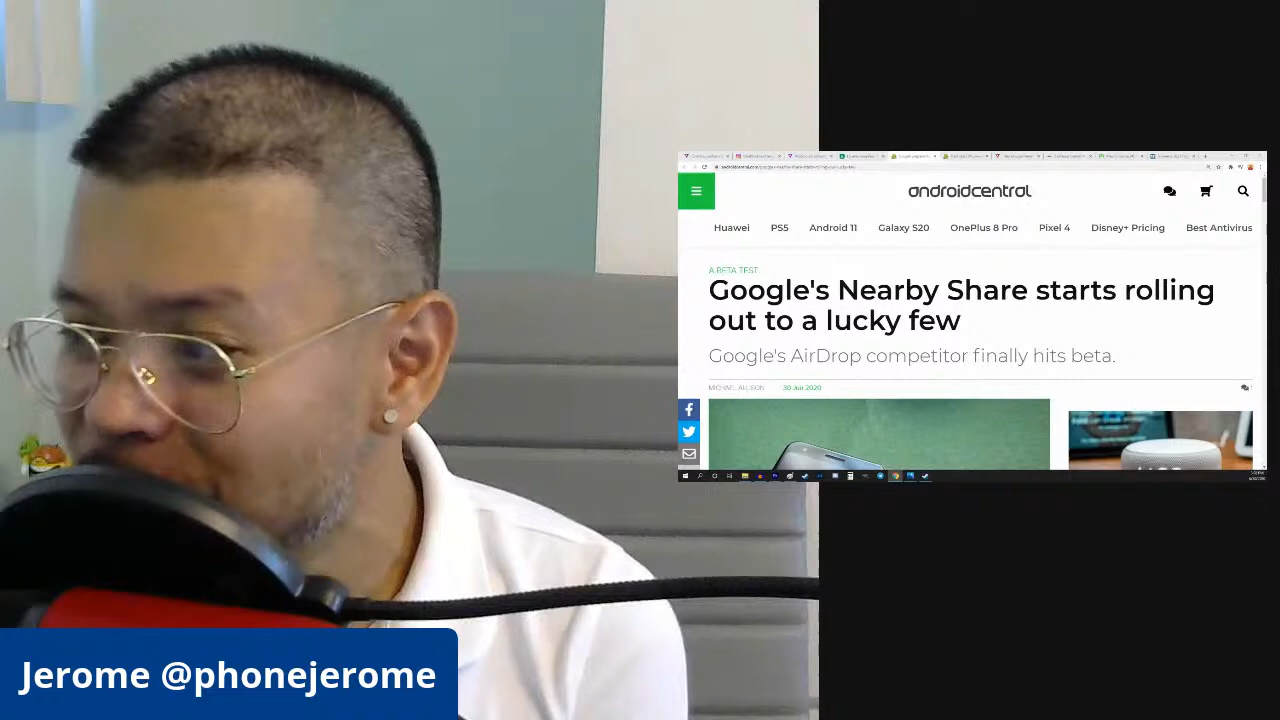 androidcentral
Huawei PS5 Android 11 Galaxy S20 OnePlus 8 Pro Pixel 4 Disney+ Pricing Best Antivirus
A BETA TEST
Google's Nearby Share starts rolling
out to a lucky few
Google's AirDrop competitor finally hits beta.
MICHAEL ALLISON 30 Jun 2020
Jerome @phonejerome